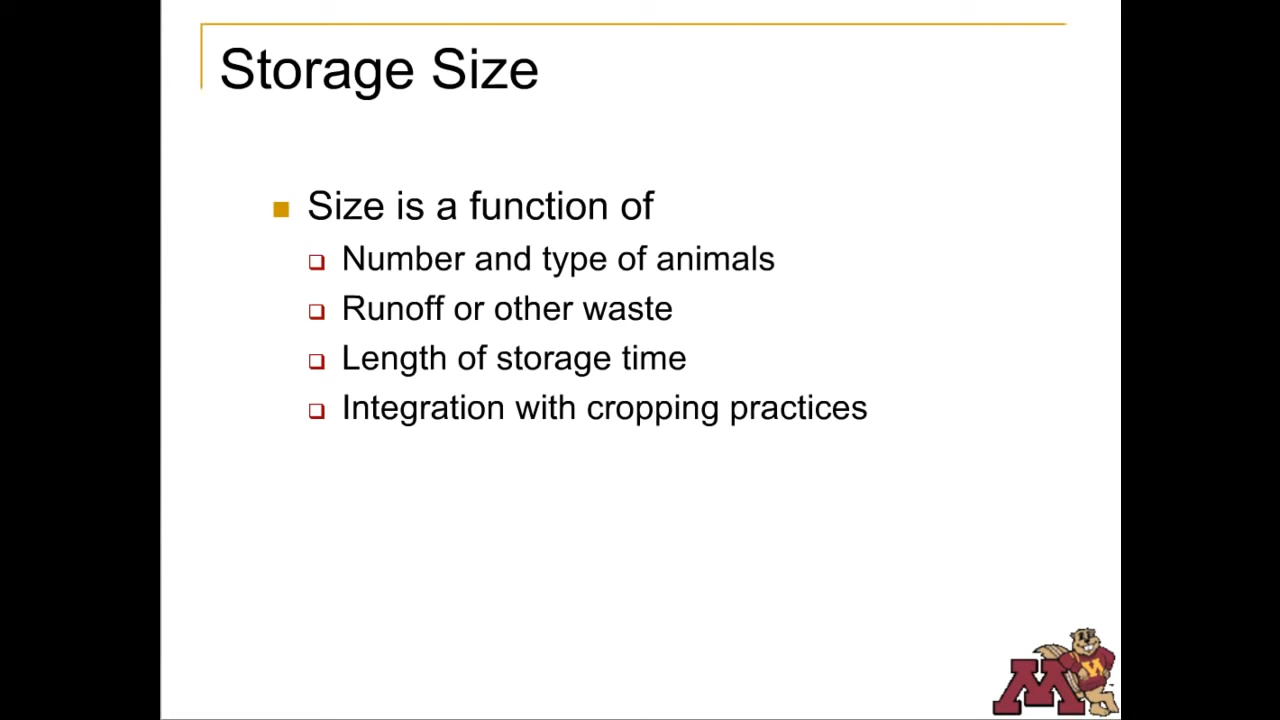 Storage Size
Size is a function of
Number and type of animals
Runoff or other waste
Length of storage time
Integration with cropping practices
M